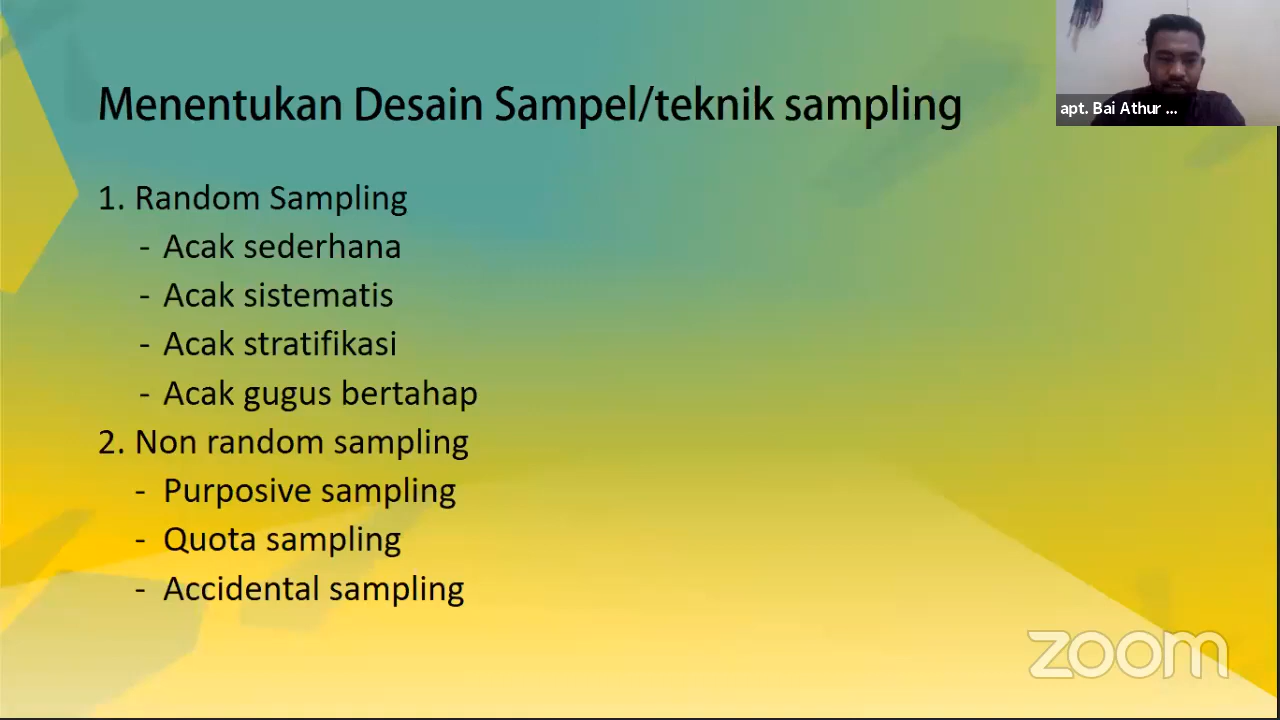 Menentukan Desain Sampel/teknik sampling
apt. Bai Athur ...
1. Random Sampling
- Acak sederhana
- Acak sistematis
- Acak stratifikasi
- Acak gugus bertahap
2. Non random sampling
- Purposive sampling
- Quota sampling
- Accidental sampling
zoom